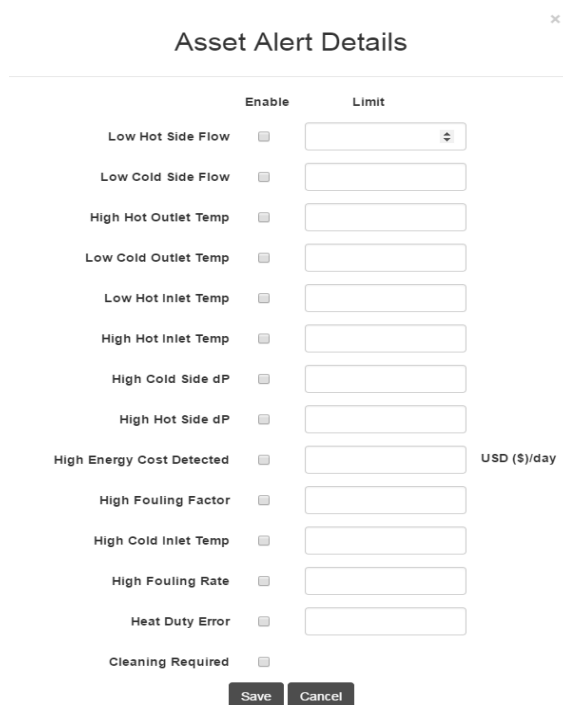 ×
Asset Alert Details
Enable Limit
Low Hot Side Flow
Low Cold Side Flow
High Hot Outlet Temp
Low Cold Outlet Temp
Low Hot Inlet Temp
High Hot Inlet Temp
High Cold Side dP
High Hot Side dP
High Energy Cost Detected USD ($)/day
High Fouling Factor
High Cold Inlet Temp
High Fouling Rate
Heat Duty Error
Cleaning Required
Save Cancel